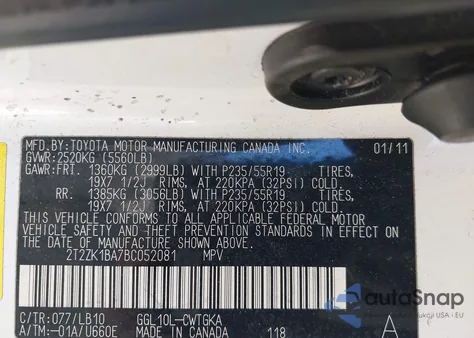 MFD.BY:TOYOTA MOTOR MANUFACTURING CANADA INC. 01/11
GVWR:2520KG (5560LB)
GAWR:FRT. 1360KG (2999LB) WITH P235/55R19 TIRES,
19X7 1/2J RIMS, AT 220KPA (32PSI) COLD.
RR. 1385KG (3056LB) WITH P235/55R19 TIRES,
19X7 1/2J RIMS, AT 220KPA (32PSI) COLD.
THIS VEHICLE CONFORMS TO ALL APPLICABLE FEDERAL MOTOR
VEHICLE SAFETY AND THEFT PREVENTION STANDARDS IN EFFECT ON
THE DATE OF MANUFACTURE SHOWN ABOVE.
2T2ZK1BA7BC052081 MPV
C/TR:077/LB10 GGL10L-CWTGKA
A/TM:-01A/U660E MADE IN CANADA 118 A
AutoSnap